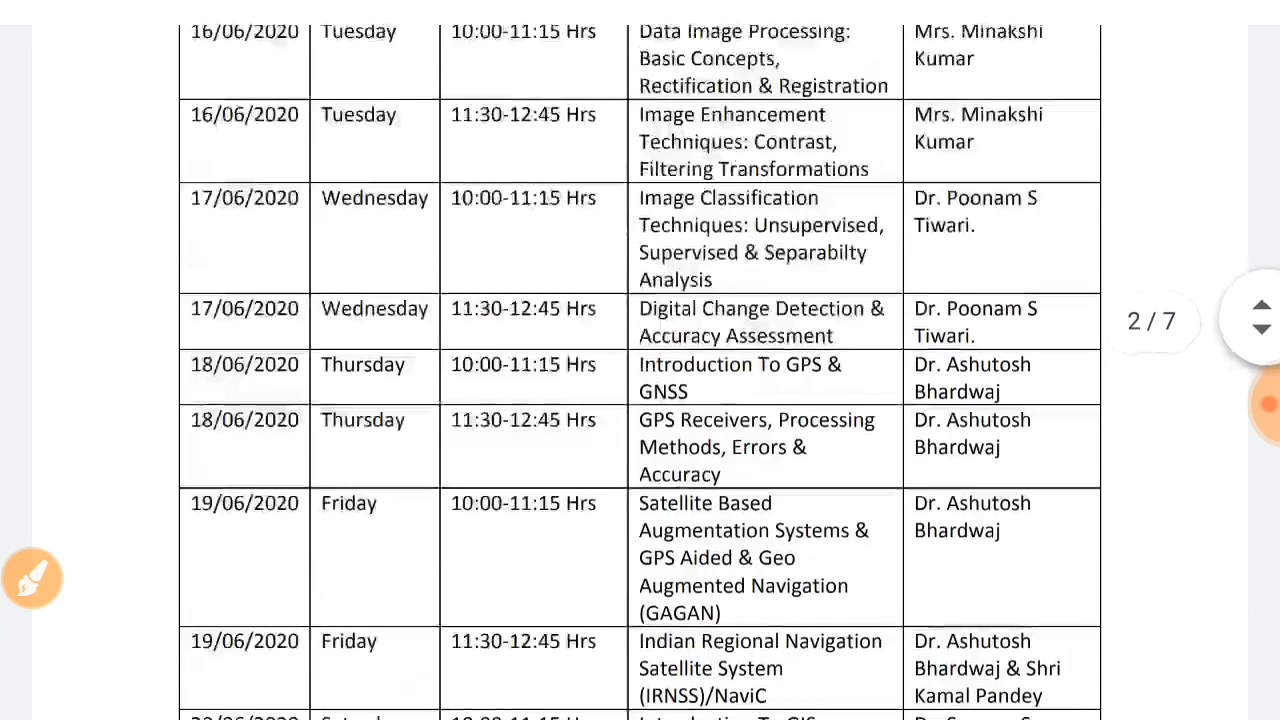 16/06/2020 Tuesday 10:00-11:15 Hrs Data Image Processing: Mrs. Minakshi
Basic Concepts, Kumar
Rectification & Registration
16/06/2020 Tuesday 11:30-12:45 Hrs Image Enhancement Mrs. Minakshi
Techniques: Contrast, Kumar
Filtering Transformations
17/06/2020 Wednesday 10:00-11:15 Hrs Image Classification Dr. Poonam S
Techniques: Unsupervised, Tiwari.
Supervised & Separabilty
Analysis
17/06/2020 Wednesday 11:30-12:45 Hrs Digital Change Detection & Dr. Poonam S
Accuracy Assessment Tiwari.
18/06/2020 Thursday 10:00-11:15 Hrs Introduction To GPS & Dr. Ashutosh
GNSS Bhardwaj
18/06/2020 Thursday 11:30-12:45 Hrs GPS Receivers, Processing Dr. Ashutosh
Methods, Errors & Bhardwaj
Accuracy
19/06/2020 Friday 10:00-11:15 Hrs Satellite Based Dr. Ashutosh
Augmentation Systems & Bhardwaj
GPS Aided & Geo
Augmented Navigation
(GAGAN)
19/06/2020 Friday 11:30-12:45 Hrs Indian Regional Navigation Dr. Ashutosh
Satellite System Bhardwaj & Shri
(IRNSS)/NaviC Kamal Pandey
2 / 7